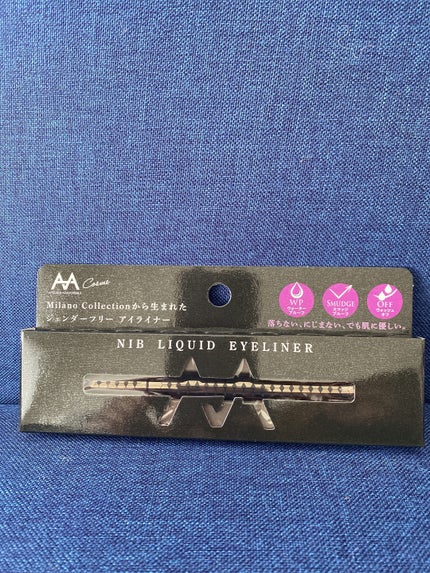 Cosme
Milano Collectionから生まれた
ジェンダーフリー アイライナー
WP
ウォーター
プルーフ
SMUDGE
スマッジ
プルーフ
OFF
ウォッシュ
オフ
落ちない、にじまない、でも肌に優しい。
NIB LIQUID EYELINER